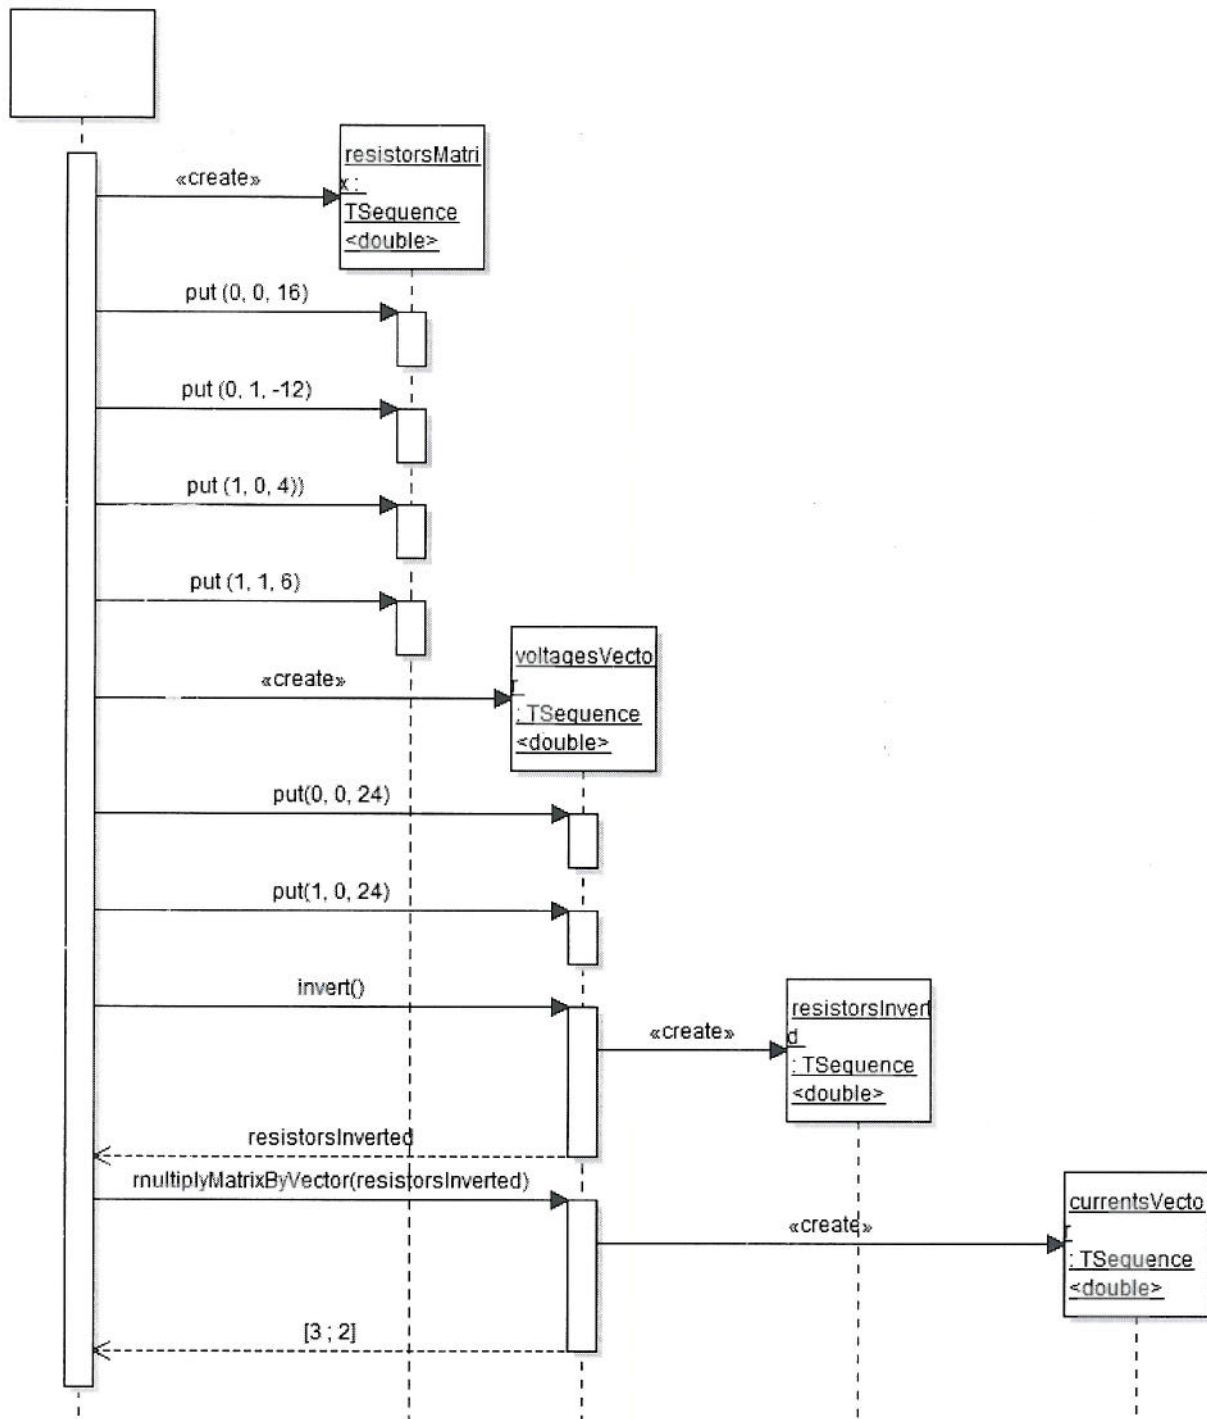 «create»
resistorsMatri
x :
TSequence
<double>
put (0, 0, 16)
put (0, 1, -12)
put (1, 0, 4))
put (1, 1, 6)
«create»
voltagesVecto
r
: TSequence
<double>
put(0, 0, 24)
put(1, 0, 24)
invert()
«create»
resistorsInvert
d
: TSequence
<double>
resistorsInverted
multiplyMatrixByVector(resistorsInverted)
«create»
currentsVecto
r
: TSequence
<double>
[3 ; 2]